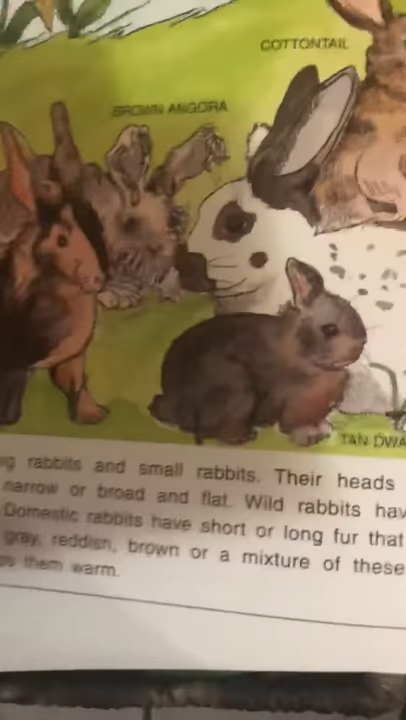 COTTONTAIL
BROWN ANGORA
TAN DWA
g rabbits and small rabbits. Their heads
narrow or broad and flat. Wild rabbits hav
Domestic rabbits have short or long fur that
gray, reddish, brown or a mixture of these
them warm.